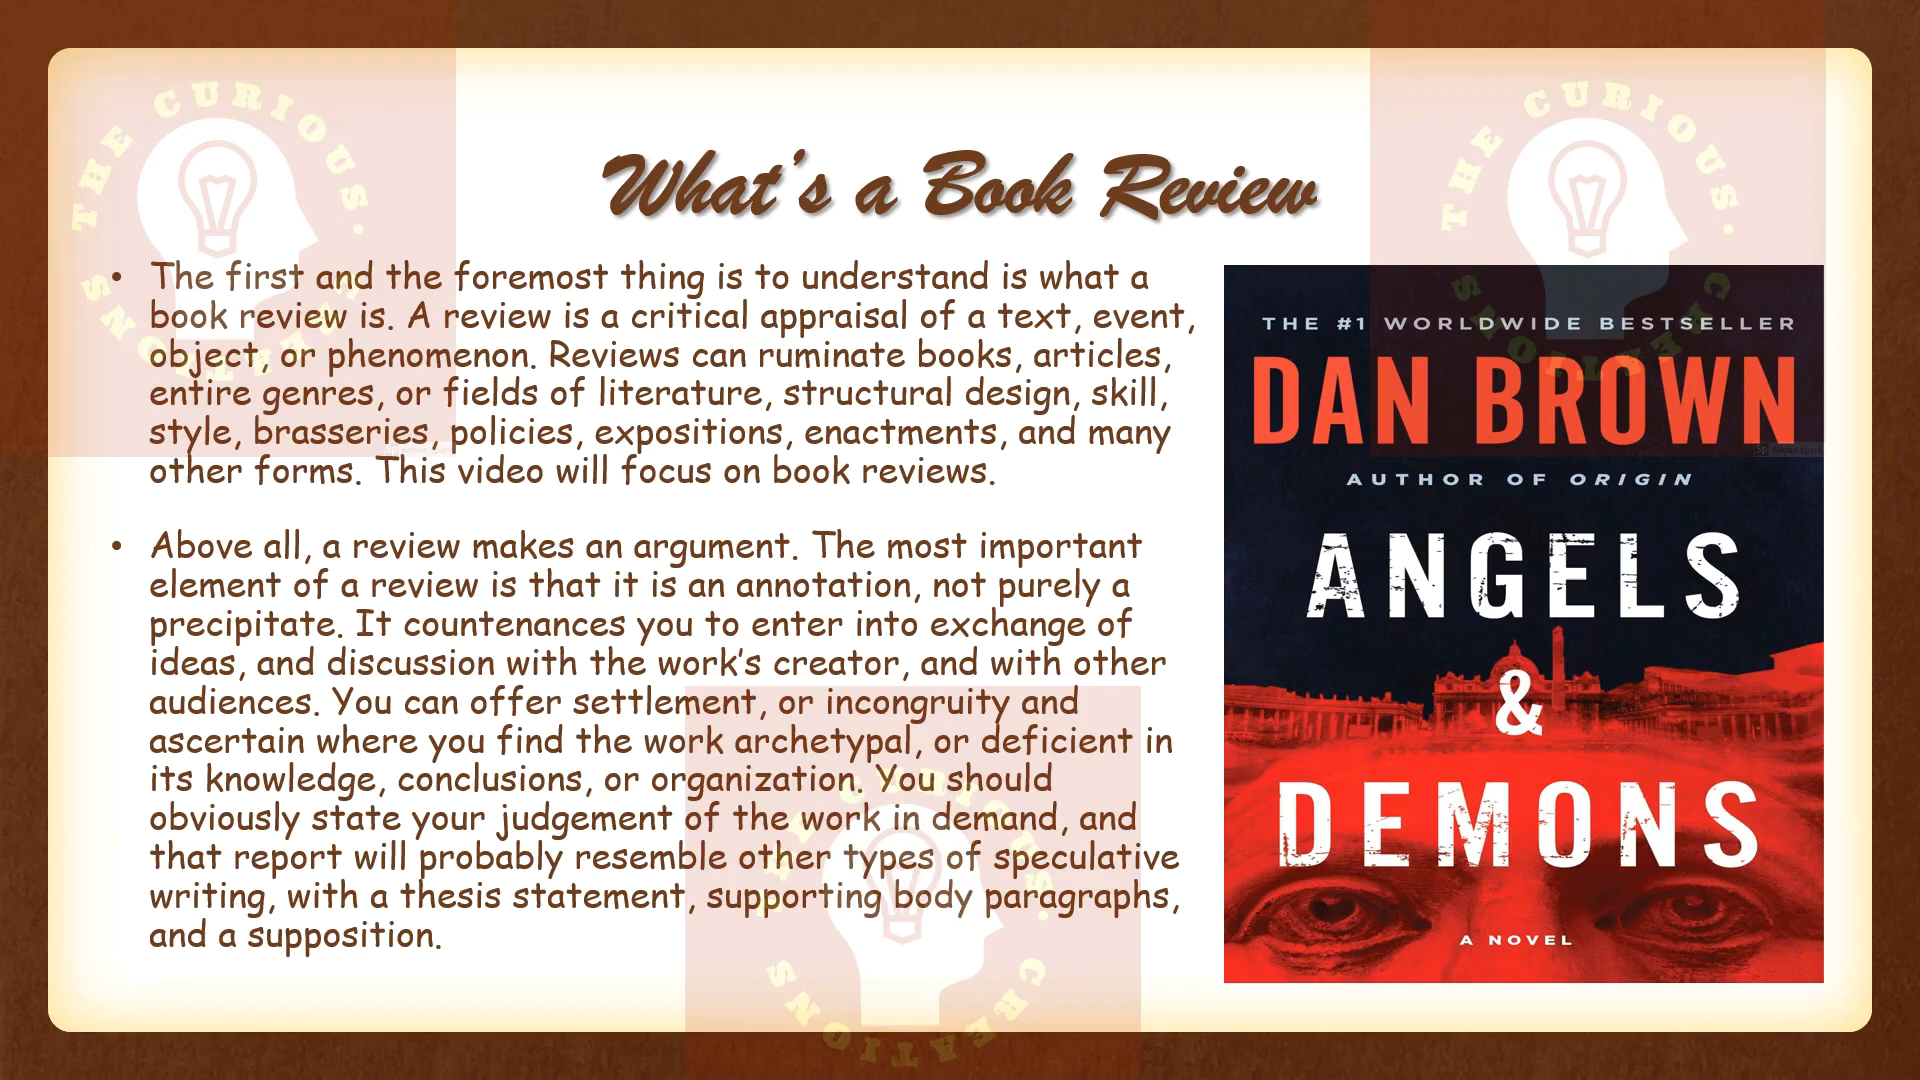 What's a Book Review
• The first and the foremost thing is to understand is what a
book review is. A review is a critical appraisal of a text, event,
object, or phenomenon. Reviews can ruminate books, articles,
entire genres, or fields of literature, structural design, skill,
style, brasseries, policies, expositions, enactments, and many
other forms. This video will focus on book reviews.
• Above all, a review makes an argument. The most important
element of a review is that it is an annotation, not purely a
precipitate. It countenances you to enter into exchange of
ideas, and discussion with the work's creator, and with other
audiences. You can offer settlement, or incongruity and
ascertain where you find the work archetypal, or deficient in
its knowledge, conclusions, or organization. You should
obviously state your judgement of the work in demand, and
that report will probably resemble other types of speculative
writing, with a thesis statement, supporting body paragraphs,
and a supposition.
THE #1 WORLDWIDE BESTSELLER
DAN BROWN
AUTHOR OF ORIGIN
ANGELS
&
DEMONS
A NOVEL
THE CURIOUS. CREATIONS
THE CURIOUS. CREATIONS
THE CURIOUS. CREATIONS